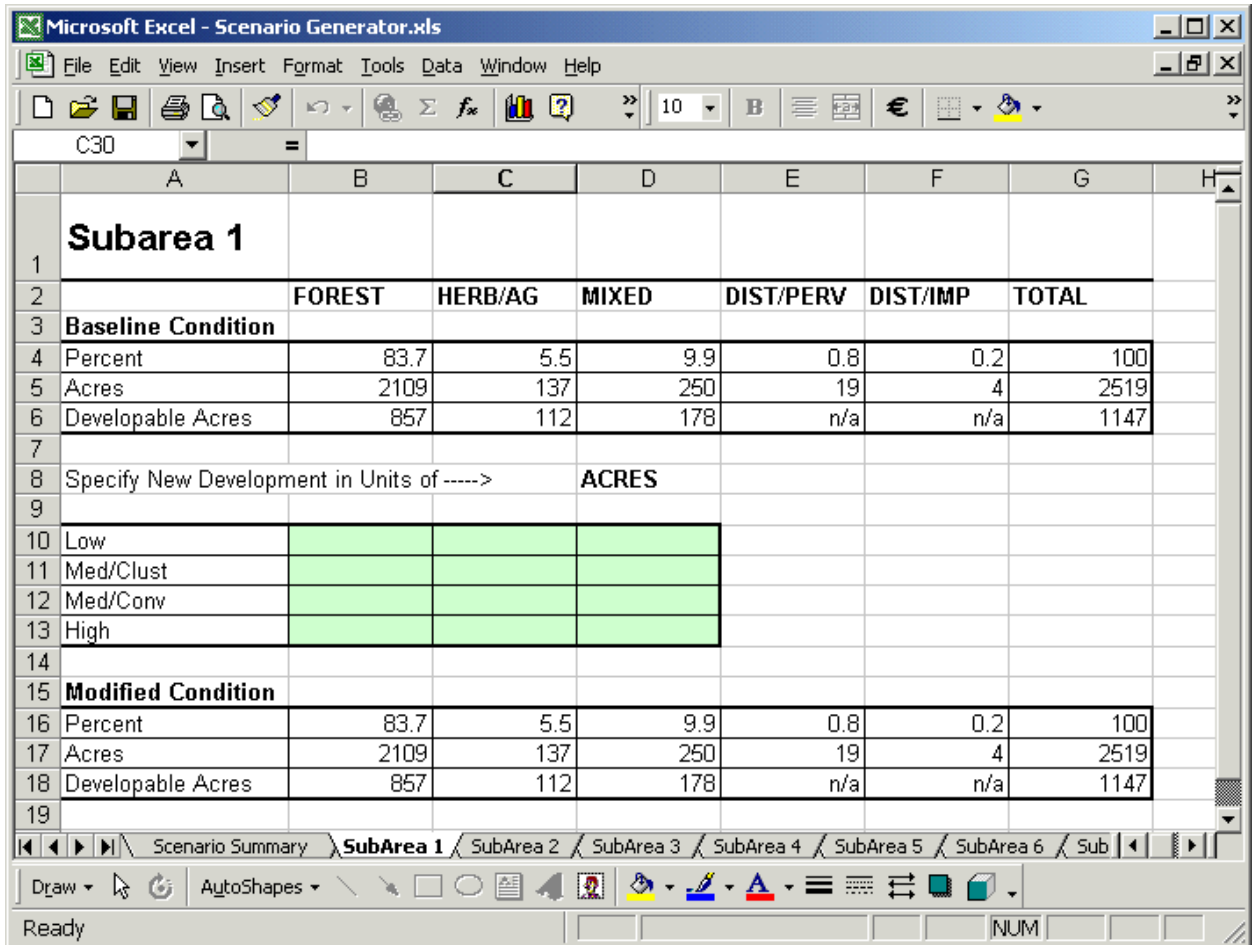 Microsoft Excel - Scenario Generator.xls
File Edit View Insert Format Tools Data Window Help
10 B €
C30 =
A B C D E F G H
1 Subarea 1
2 FOREST HERB/AG MIXED DIST/PERV DIST/IMP TOTAL
3 Baseline Condition
4 Percent 83.7 5.5 9.9 0.8 0.2 100
5 Acres 2109 137 250 19 4 2519
6 Developable Acres 857 112 178 n/a n/a 1147
7
8 Specify New Development in Units of -----> ACRES
9
10 Low
11 Med/Clust
12 Med/Conv
13 High
14
15 Modified Condition
16 Percent 83.7 5.5 9.9 0.8 0.2 100
17 Acres 2109 137 250 19 4 2519
18 Developable Acres 857 112 178 n/a n/a 1147
19
Scenario Summary SubArea 1 SubArea 2 SubArea 3 SubArea 4 SubArea 5 SubArea 6 Sub
Draw AutoShapes A
Ready NUM